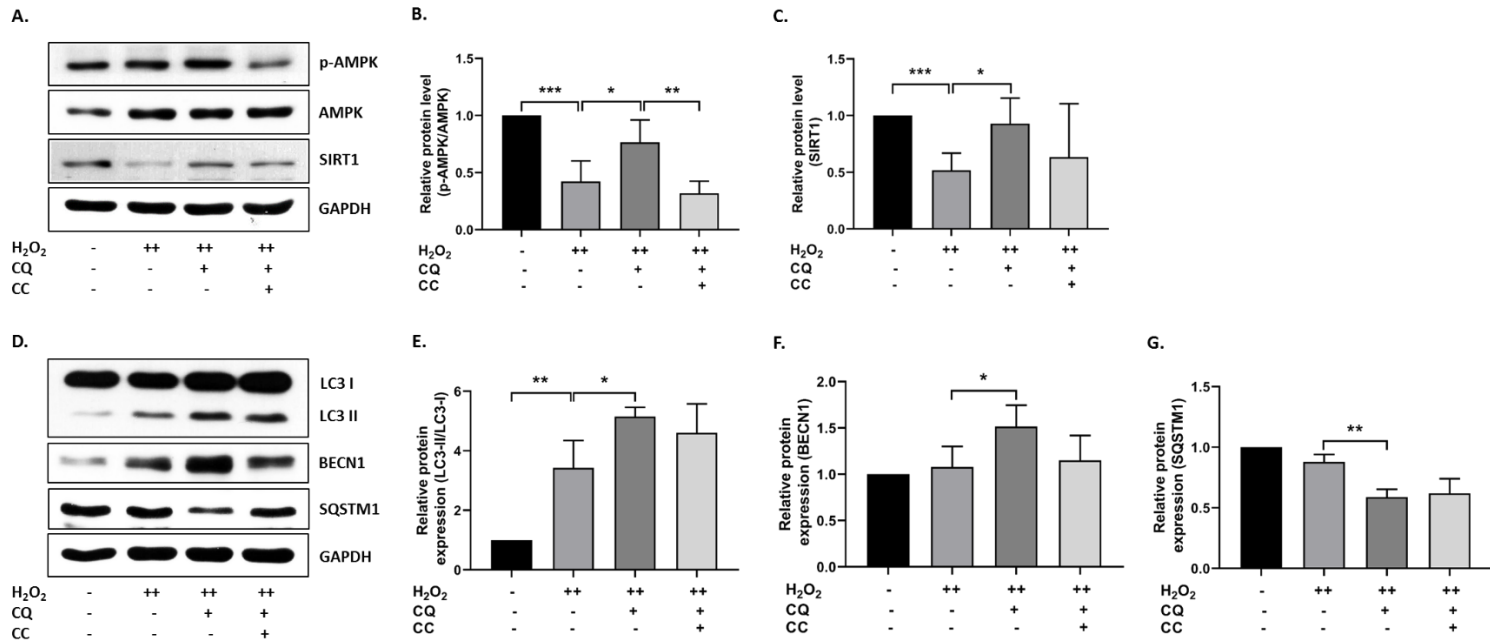 A.
p-AMPK
AMPK
SIRT1
GAPDH
H₂O₂ - ++ ++ ++
CQ - - + +
CC - - - +
B.
Relative protein level
(p-AMPK/AMPK)
1.5
1.0
0.5
0.0
*** * **
H₂O₂ - ++ ++ ++
CQ - - + +
CC - - - +
C.
Relative protein level
(SIRT1)
1.5
1.0
0.5
0.0
*** *
H₂O₂ - ++ ++ ++
CQ - - + +
CC - - - +
D.
LC3 I
LC3 II
BECN1
SQSTM1
GAPDH
H₂O₂ - ++ ++ ++
CQ - - + +
CC - - - +
E.
Relative protein
expression (LC3-II/LC3-I)
6
4
2
0
** *
H₂O₂ - ++ ++ ++
CQ - - + +
CC - - - +
F.
Relative protein
expression (BECN1)
2.0
1.5
1.0
0.5
0.0
*
H₂O₂ - ++ ++ ++
CQ - - + +
CC - - - +
G.
Relative protein
expression (SQSTM1)
1.5
1.0
0.5
0.0
**
H₂O₂ - ++ ++ ++
CQ - - + +
CC - - - +